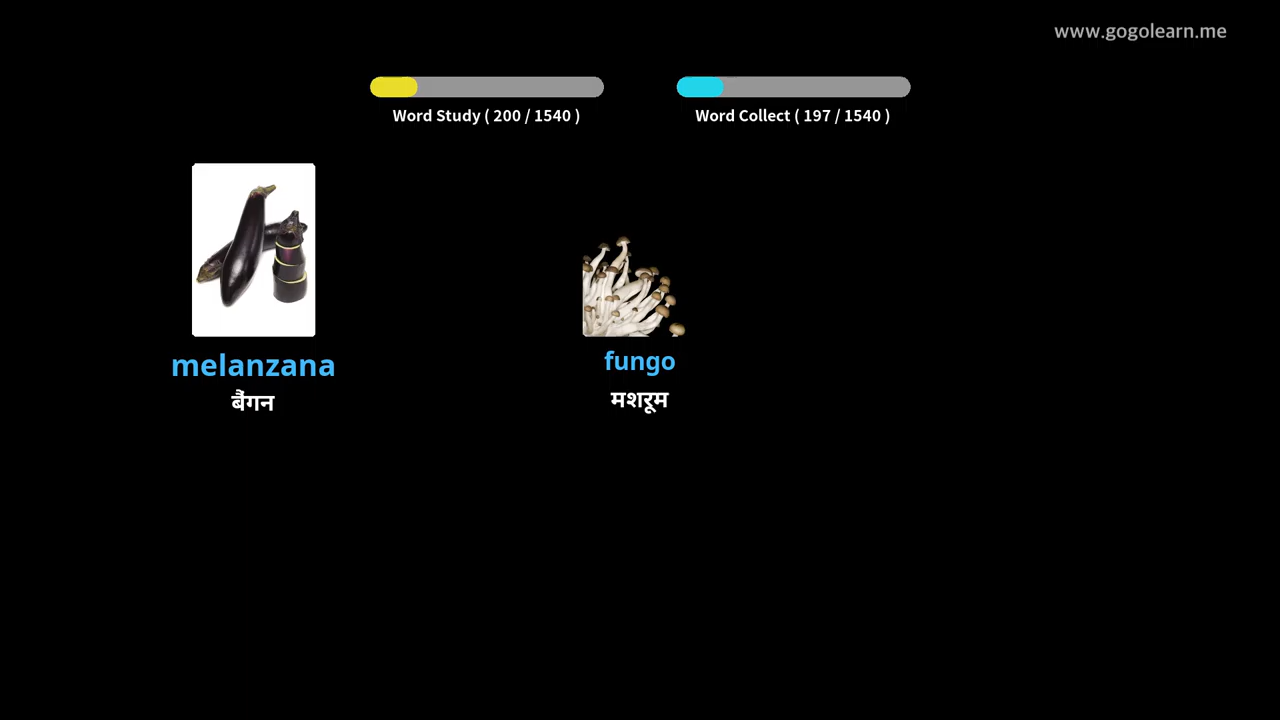 www.gogolearn.me
Word Study ( 200 / 1540 )
Word Collect ( 197 / 1540 )
melanzana
बैंगन
fungo
मशरूम